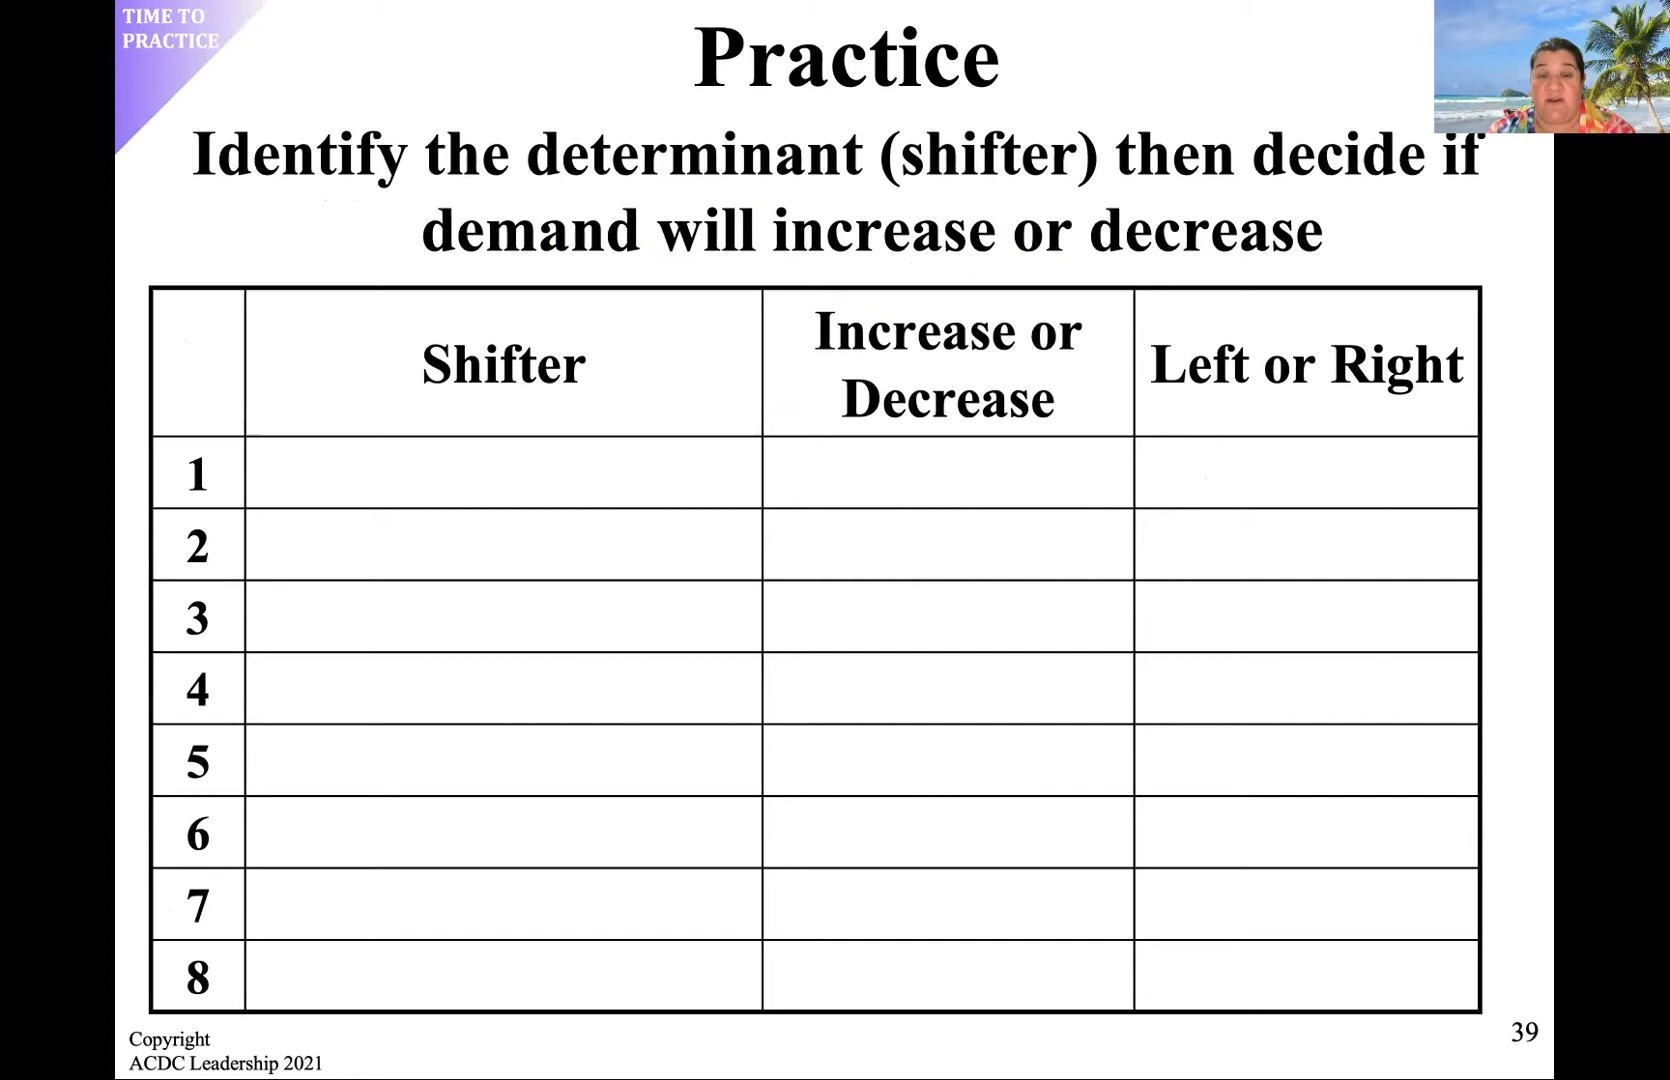 TIME TO
PRACTICE
Practice
Identify the determinant (shifter) then decide if
demand will increase or decrease
Shifter
Increase or
Decrease
Left or Right
1
2
3
4
5
6
7
8
Copyright
ACDC Leadership 2021
39